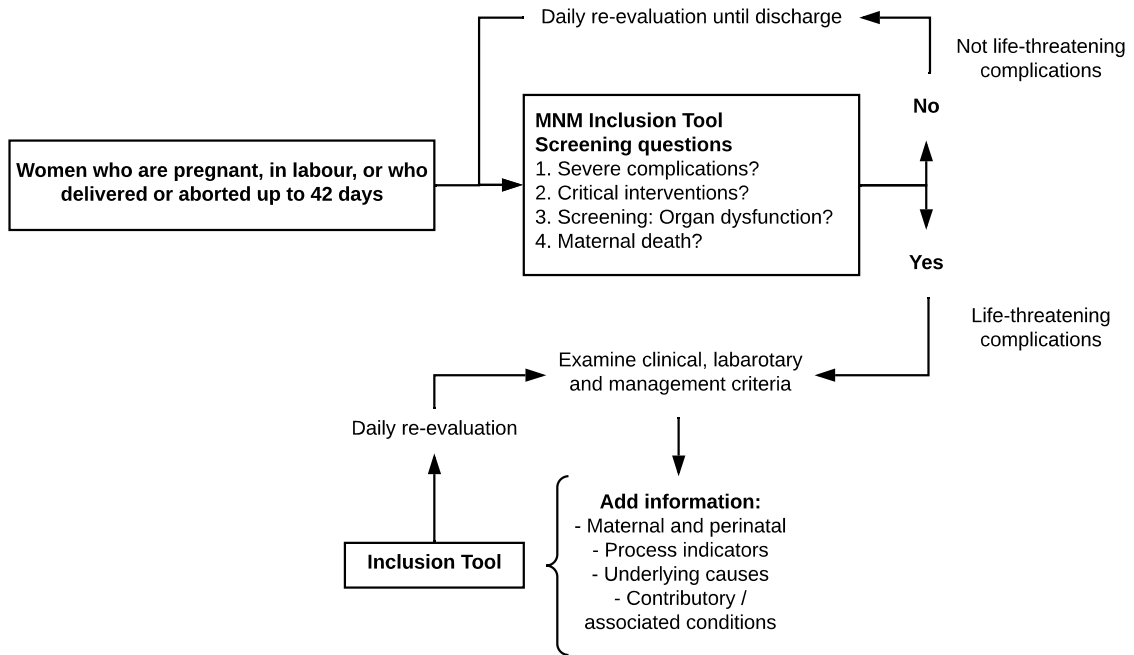 Daily re-evaluation until discharge
Not life-threatening
complications
No
MNM Inclusion Tool
Screening questions
1. Severe complications?
2. Critical interventions?
3. Screening: Organ dysfunction?
4. Maternal death?
Women who are pregnant, in labour, or who
delivered or aborted up to 42 days
Yes
Life-threatening
complications
Examine clinical, labarotary
and management criteria
Daily re-evaluation
Add information:
- Maternal and perinatal
- Process indicators
- Underlying causes
- Contributory /
associated conditions
Inclusion Tool